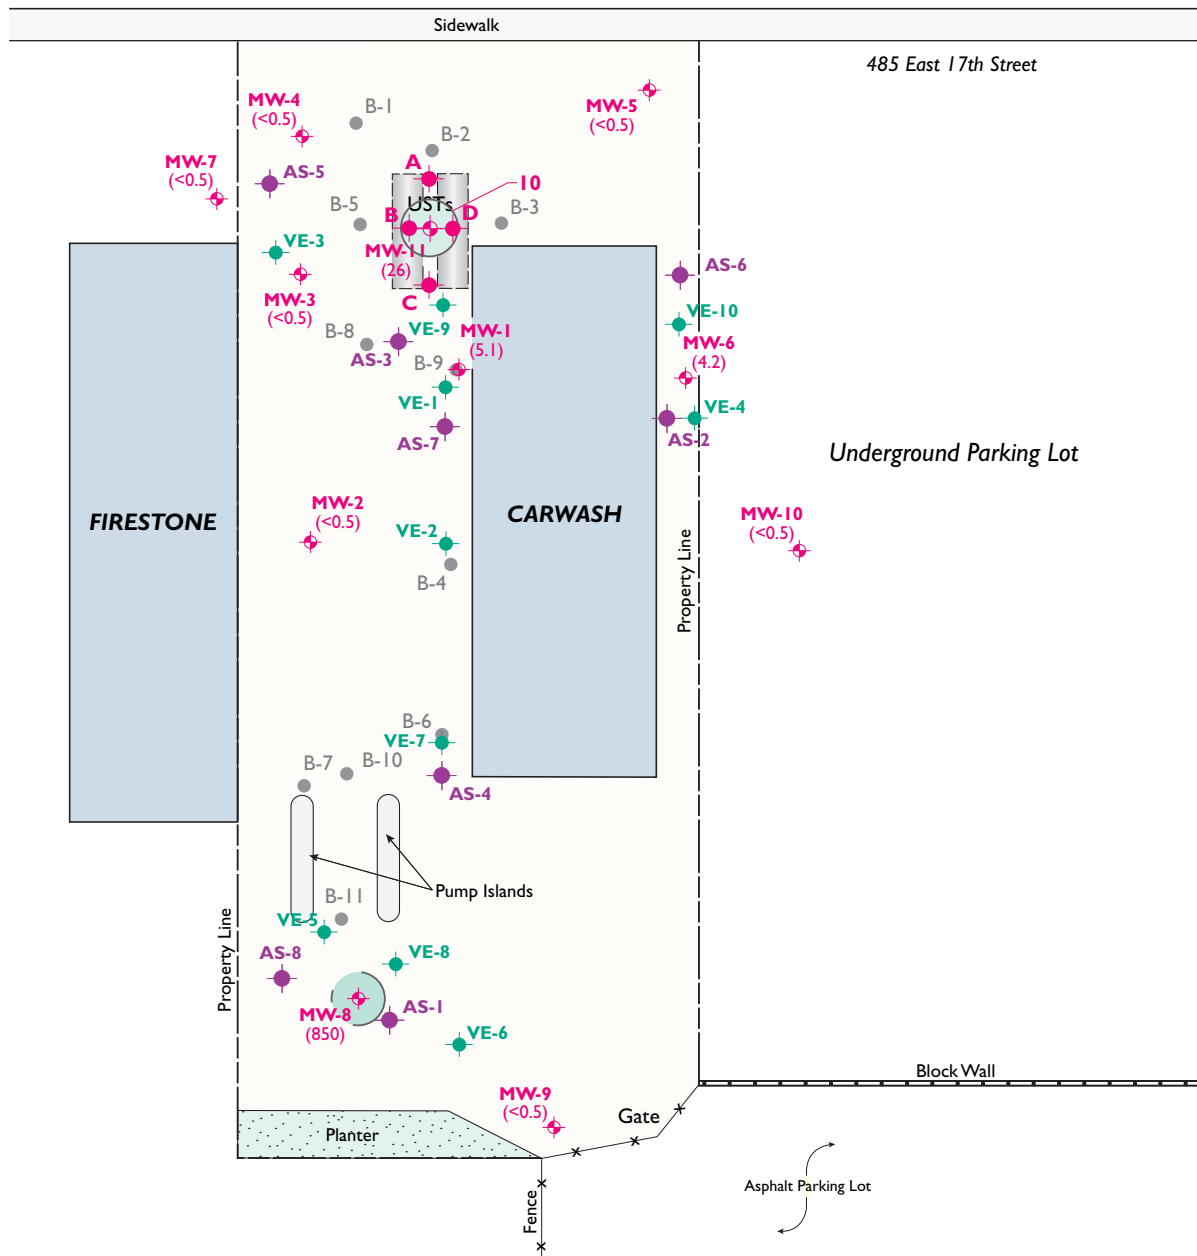 Sidewalk
485 East 17th Street
MW-4
(<0.5)
B-1
MW-5
(<0.5)
B-2
MW-7
(<0.5)
AS-5
A
10
USTs
B-5
B
D
B-3
VE-3
MW-11
(26)
AS-6
MW-3
(<0.5)
C
VE-10
B-8
VE-9
MW-1
(5.1)
AS-3
B-9
MW-6
(4.2)
VE-1
VE-4
AS-7
AS-2
Underground Parking Lot
MW-2
(<0.5)
FIRESTONE
CARWASH
MW-10
(<0.5)
VE-2
B-4
Property Line
B-6
VE-7
B-7
B-10
AS-4
Pump Islands
B-11
VE-5
Property Line
AS-8
VE-8
MW-8
(850)
AS-1
VE-6
Block Wall
MW-9
(<0.5)
Gate
Planter
Asphalt Parking Lot
Fence